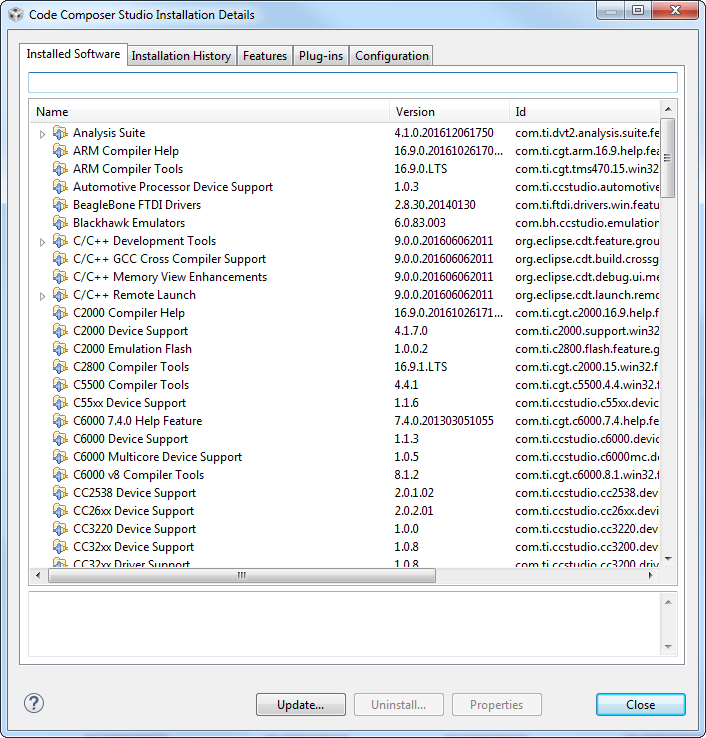 Code Composer Studio Installation Details
Installed Software Installation History Features Plug-ins Configuration
Name Version Id
Analysis Suite 4.1.0.201612061750 com.ti.dvt2.analysis.suite.fe
ARM Compiler Help 16.9.0.20161026170... com.ti.cgt.arm.16.9.help.fea
ARM Compiler Tools 16.9.0.LTS com.ti.cgt.tms470.15.win32
Automotive Processor Device Support 1.0.3 com.ti.ccstudio.automotive
BeagleBone FTDI Drivers 2.8.30.20140130 com.ti.ftdi.drivers.win.featu
Blackhawk Emulators 6.0.83.003 com.bh.ccstudio.emulation
C/C++ Development Tools 9.0.0.201606062011 org.eclipse.cdt.feature.grou
C/C++ GCC Cross Compiler Support 9.0.0.201606062011 org.eclipse.cdt.build.crossg
C/C++ Memory View Enhancements 9.0.0.201606062011 org.eclipse.cdt.debug.ui.me
C/C++ Remote Launch 9.0.0.201606062011 org.eclipse.cdt.launch.remo
C2000 Compiler Help 16.9.0.20161026171... com.ti.cgt.c2000.16.9.help.f
C2000 Device Support 4.1.7.0 com.ti.c2000.support.win32
C2000 Emulation Flash 1.0.0.2 com.ti.c2800.flash.feature.g
C2800 Compiler Tools 16.9.1.LTS com.ti.cgt.c2000.15.win32.f
C5500 Compiler Tools 4.4.1 com.ti.cgt.c5500.4.4.win32.f
C55xx Device Support 1.1.6 com.ti.ccstudio.c55xx.device
C6000 7.4.0 Help Feature 7.4.0.201303051055 com.ti.cgt.c6000.7.4.help.fe
C6000 Device Support 1.1.3 com.ti.ccstudio.c6000.devic
C6000 Multicore Device Support 1.0.5 com.ti.ccstudio.c6000mc.de
C6000 v8 Compiler Tools 8.1.2 com.ti.cgt.c6000.8.1.win32.f
CC2538 Device Support 2.0.1.02 com.ti.ccstudio.cc2538.devi
CC26xx Device Support 2.0.2.01 com.ti.ccstudio.cc26xx.devi
CC3220 Device Support 1.0.0 com.ti.ccstudio.cc3220.devi
CC32xx Device Support 1.0.8 com.ti.ccstudio.cc3200.devi
CC32xx Driver Support 1.0.8 com.ti.ccstudio.cc3200.driv
Update... Uninstall... Properties Close